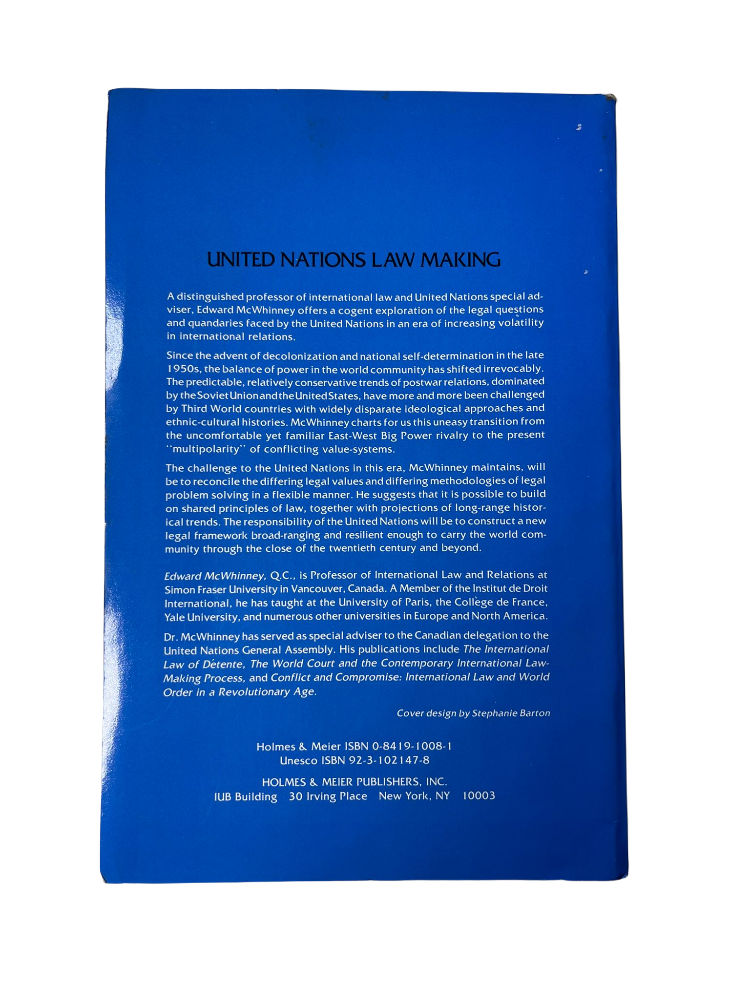 UNITED NATIONS LAW MAKING
A distinguished professor of international law and United Nations special ad-
viser, Edward McWhinney offers a cogent exploration of the legal questions
and quandaries faced by the United Nations in an era of increasing volatility
in international relations.
Since the advent of decolonization and national self-determination in the late
1950s, the balance of power in the world community has shifted irrevocably.
The predictable, relatively conservative trends of postwar relations, dominated
by the Soviet Union and the United States, have more and more been challenged
by Third World countries with widely disparate ideological approaches and
ethnic-cultural histories. McWhinney charts for us this uneasy transition from
the uncomfortable yet familiar East-West Big Power rivalry to the present
"multipolarity" of conflicting value-systems.
The challenge to the United Nations in this era, McWhinney maintains, will
be to reconcile the differing legal values and differing methodologies of legal
problem solving in a flexible manner. He suggests that it is possible to build
on shared principles of law, together with projections of long-range histor-
ical trends. The responsibility of the United Nations will be to construct a new
legal framework broad-ranging and resilient enough to carry the world com-
munity through the close of the twentieth century and beyond.
Edward McWhinney, Q.C., is Professor of International Law and Relations at
Simon Fraser University in Vancouver, Canada. A Member of the Institut de Droit
International, he has taught at the University of Paris, the Collège de France,
Yale University, and numerous other universities in Europe and North America.
Dr. McWhinney has served as special adviser to the Canadian delegation to the
United Nations General Assembly. His publications include The International
Law of Détente, The World Court and the Contemporary International Law-
Making Process, and Conflict and Compromise: International Law and World
Order in a Revolutionary Age.
Cover design by Stephanie Barton
Holmes & Meier ISBN 0-8419-1008-1
Unesco ISBN 92-3-102147-8
HOLMES & MEIER PUBLISHERS, INC.
IUB Building 30 Irving Place New York, NY 10003